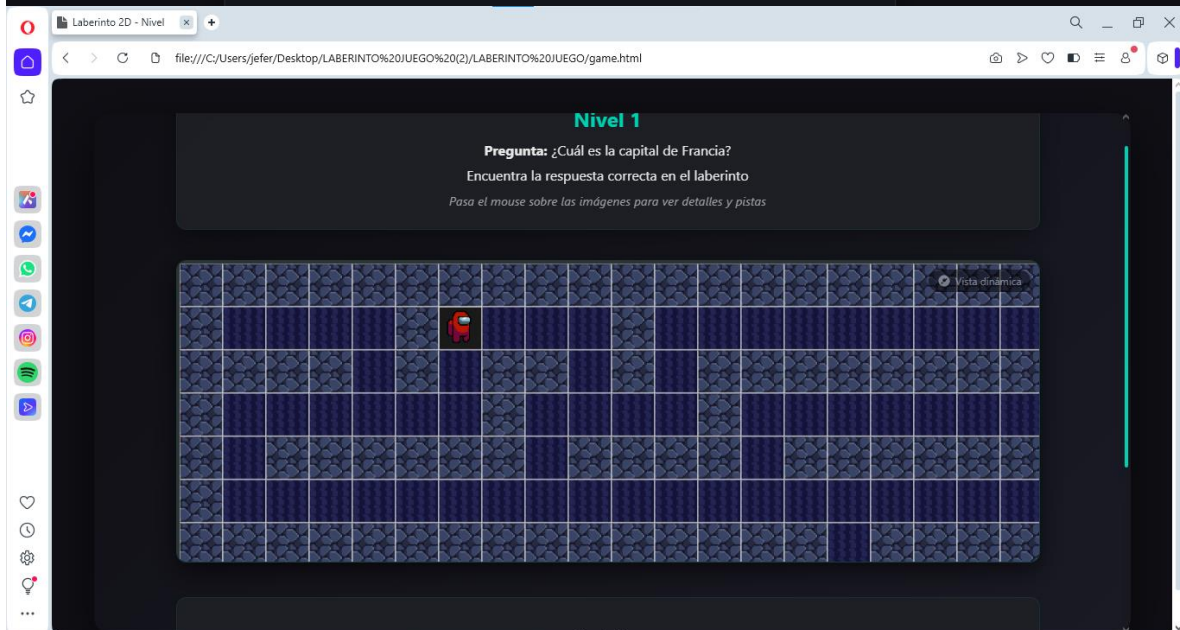 Laberinto 2D - Nivel
file:///C:/Users/jefer/Desktop/LABERINTO%20JUEGO%20(2)/LABERINTO%20JUEGO/game.html
Nivel 1
Pregunta: ¿Cuál es la capital de Francia?
Encuentra la respuesta correcta en el laberinto
Pasa el mouse sobre las imágenes para ver detalles y pistas
Vista dinámica